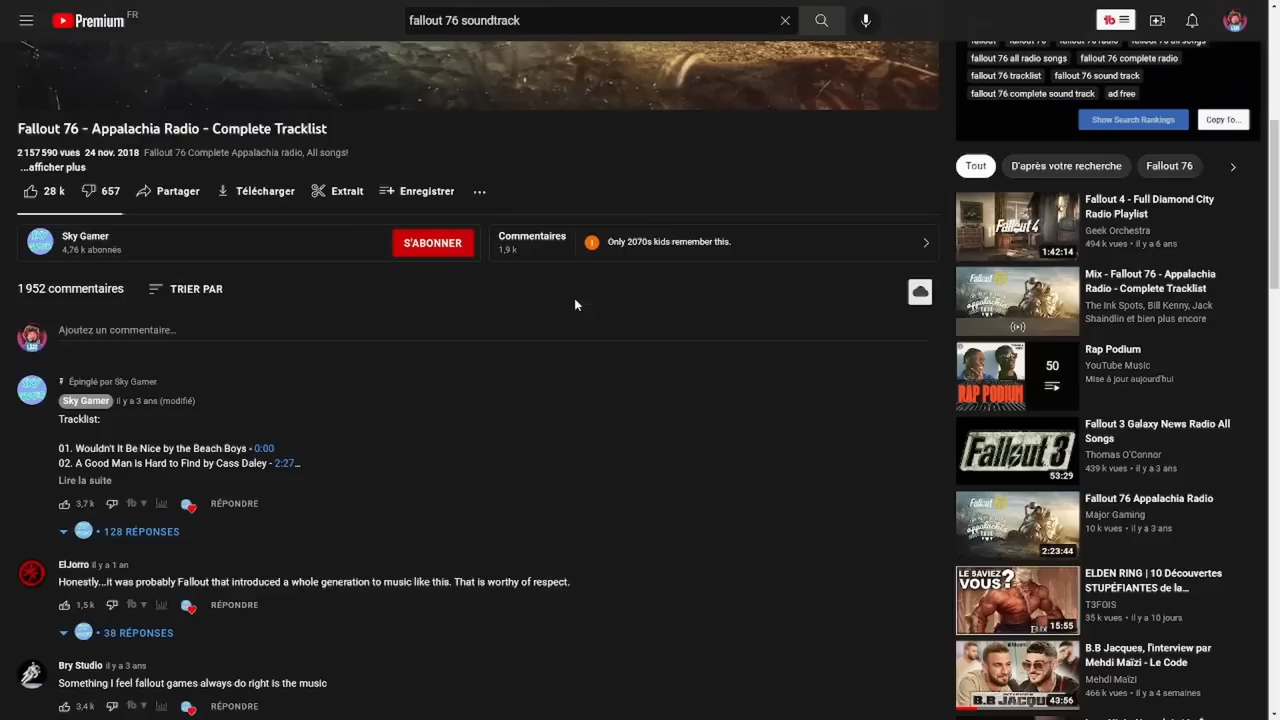 Premium FR
fallout 76 soundtrack
fallout 76 all radio songs
fallout 76 complete radio
fallout 76 tracklist
fallout 76 sound track
fallout 76 complete sound track
ad free
Show Search Rankings
Copy To...
Fallout 76 - Appalachia Radio - Complete Tracklist
2 157 590 vues 24 nov. 2018 Fallout 76 Complete Appalachia radio, All songs!
...afficher plus
28 k
657
Partager
Télécharger
Extrait
Enregistrer
Sky Gamer
4,76 k abonnés
S'ABONNER
Commentaires
1,9 k
Only 2070s kids remember this.
1 952 commentaires
TRIER PAR
Ajoutez un commentaire...
Épinglé par Sky Gamer
Sky Gamer il y a 3 ans (modifié)
Tracklist:
01. Wouldn't It Be Nice by the Beach Boys - 0:00
02. A Good Man is Hard to Find by Cass Daley - 2:27...
Lire la suite
3,7 k
RÉPONDRE
• 128 RÉPONSES
ElJorro il y a 1 an
Honestly...it was probably Fallout that introduced a whole generation to music like this. That is worthy of respect.
1,5 k
RÉPONDRE
• 38 RÉPONSES
Bry Studio il y a 3 ans
Something I feel fallout games always do right is the music
3,4 k
RÉPONDRE
Tout
D'après votre recherche
Fallout 76
Fallout 4
1:42:14
Fallout 4 - Full Diamond City
Radio Playlist
Geek Orchestra
494 k vues • il y a 6 ans
Mix - Fallout 76 - Appalachia
Radio - Complete Tracklist
The Ink Spots, Bill Kenny, Jack
Shaindlin et bien plus encore
RAP PODIUM
50
Rap Podium
YouTube Music
Mise à jour aujourd'hui
Fallout 3
53:29
Fallout 3 Galaxy News Radio All
Songs
Thomas O'Connor
439 k vues • il y a 3 ans
2:23:44
Fallout 76 Appalachia Radio
Major Gaming
10 k vues • il y a 3 ans
LE SAVIEZ
VOUS?
15:55
ELDEN RING | 10 Découvertes
STUPÉFIANTES de la...
T3FOIS
35 k vues • il y a 10 jours
B.B JACQU
43:56
B.B Jacques, l'interview par
Mehdi Maïzi - Le Code
Mehdi Maïzi
466 k vues • il y a 4 semaines